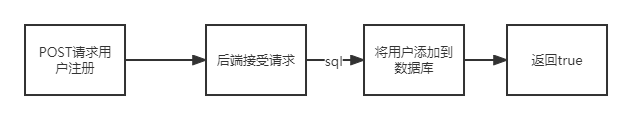 POST请求用
户注册
后端接受请求
sql
将用户添加到
数据库
返回true